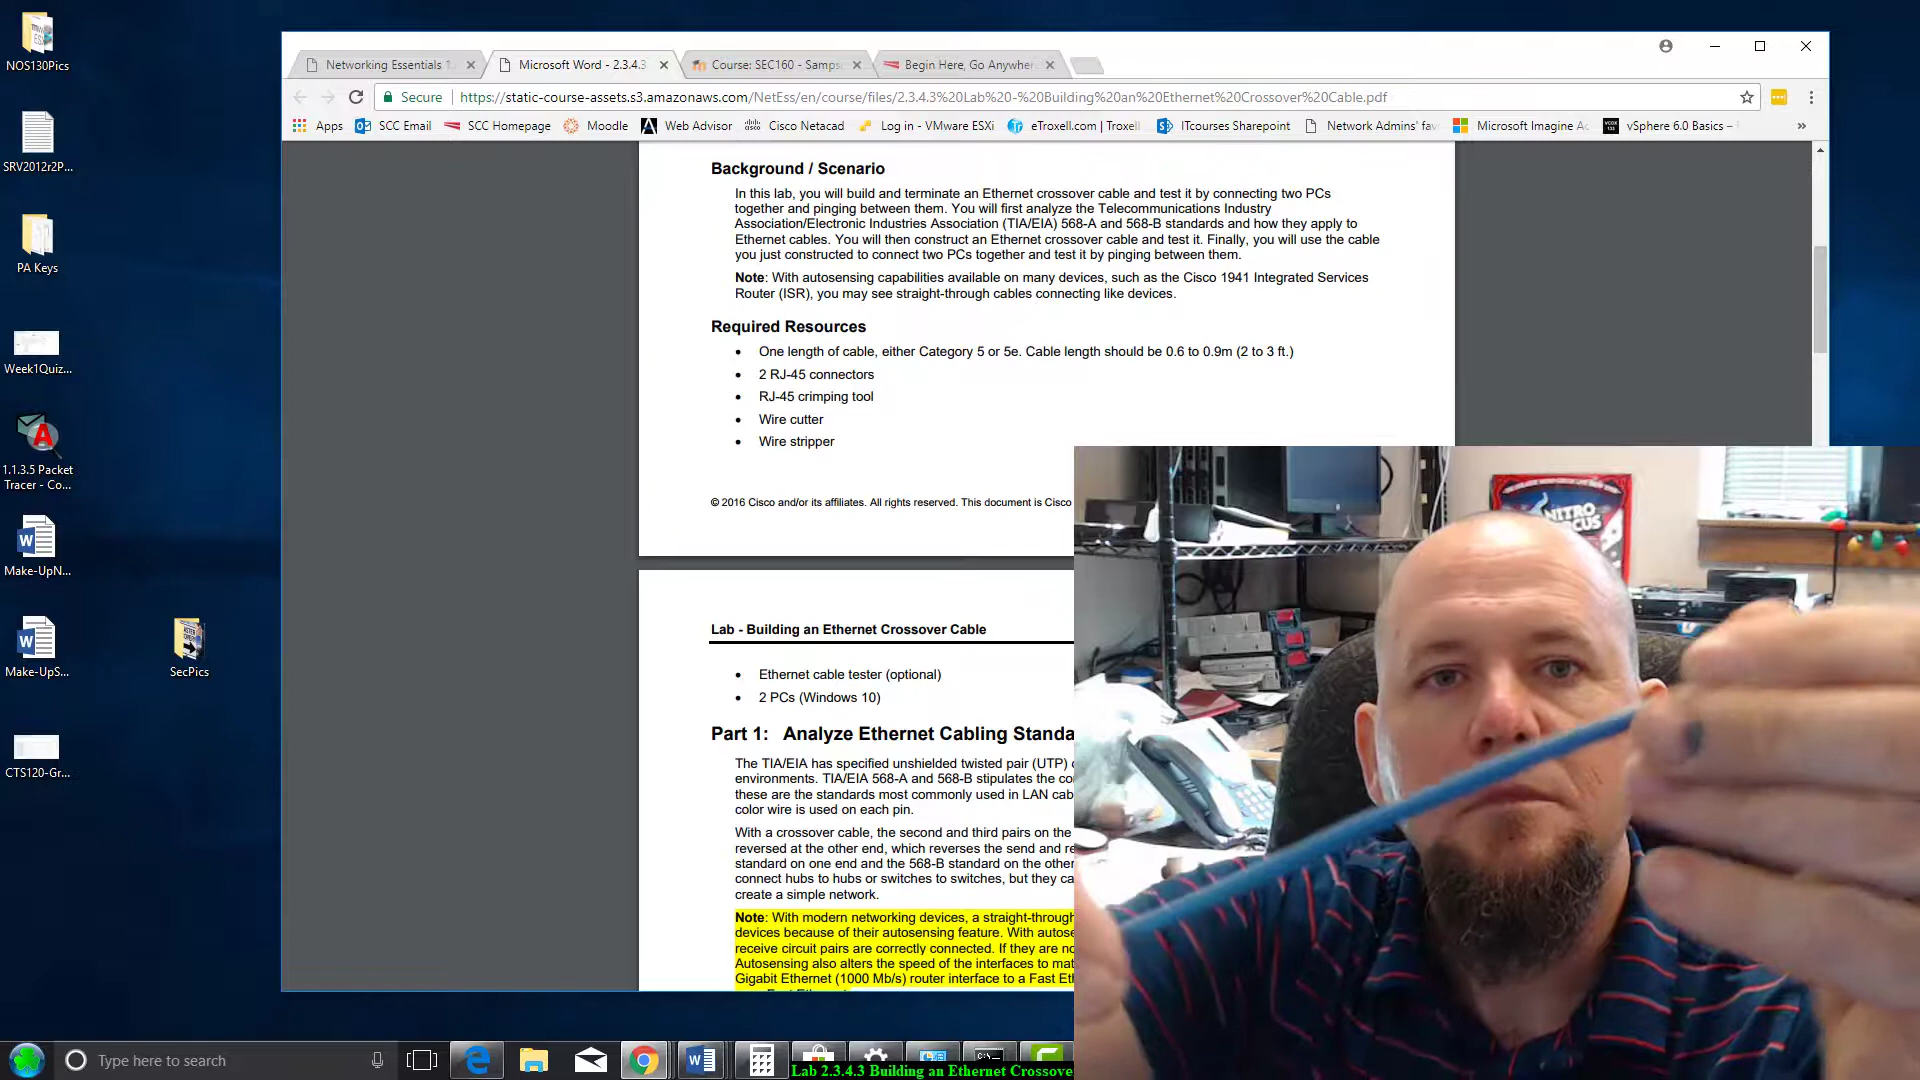 NOS130Pics
SRV2012r2P...
PA Keys
Week1Quiz...
1.1.3.5 Packet
Tracer - Co...
Make-UpN...
Make-UpS...
SecPics
CTS120-Gr...
Networking Essentials 1.
Microsoft Word - 2.3.4.3
Course: SEC160 - Samps
Begin Here, Go Anywher
Secure
https://static-course-assets.s3.amazonaws.com/NetEss/en/course/files/2.3.4.3%20Lab%20-%20Building%20an%20Ethernet%20Crossover%20Cable.pdf
Apps
SCC Email
SCC Homepage
Moodle
Web Advisor
Cisco Netacad
Log in - VMware ESXi
eTroxell.com | Troxell
ITcourses Sharepoint
Network Admins' fav
Microsoft Imagine Ac
vSphere 6.0 Basics –
Background / Scenario
In this lab, you will build and terminate an Ethernet crossover cable and test it by connecting two PCs
together and pinging between them. You will first analyze the Telecommunications Industry
Association/Electronic Industries Association (TIA/EIA) 568-A and 568-B standards and how they apply to
Ethernet cables. You will then construct an Ethernet crossover cable and test it. Finally, you will use the cable
you just constructed to connect two PCs together and test it by pinging between them.
Note: With autosensing capabilities available on many devices, such as the Cisco 1941 Integrated Services
Router (ISR), you may see straight-through cables connecting like devices.
Required Resources
• One length of cable, either Category 5 or 5e. Cable length should be 0.6 to 0.9m (2 to 3 ft.)
• 2 RJ-45 connectors
• RJ-45 crimping tool
• Wire cutter
• Wire stripper
© 2016 Cisco and/or its affiliates. All rights reserved. This document is Cisco
Lab - Building an Ethernet Crossover Cable
• Ethernet cable tester (optional)
• 2 PCs (Windows 10)
Part 1: Analyze Ethernet Cabling Standa
The TIA/EIA has specified unshielded twisted pair (UTP) c
environments. TIA/EIA 568-A and 568-B stipulates the co
these are the standards most commonly used in LAN cab
color wire is used on each pin.
With a crossover cable, the second and third pairs on the
reversed at the other end, which reverses the send and re
standard on one end and the 568-B standard on the other
connect hubs to hubs or switches to switches, but they ca
create a simple network.
Note: With modern networking devices, a straight-through
devices because of their autosensing feature. With autose
receive circuit pairs are correctly connected. If they are no
Autosensing also alters the speed of the interfaces to mat
Gigabit Ethernet (1000 Mb/s) router interface to a Fast Eth
NITRO
Type here to search
Lab 2.3.4.3 Building an Ethernet Crossove